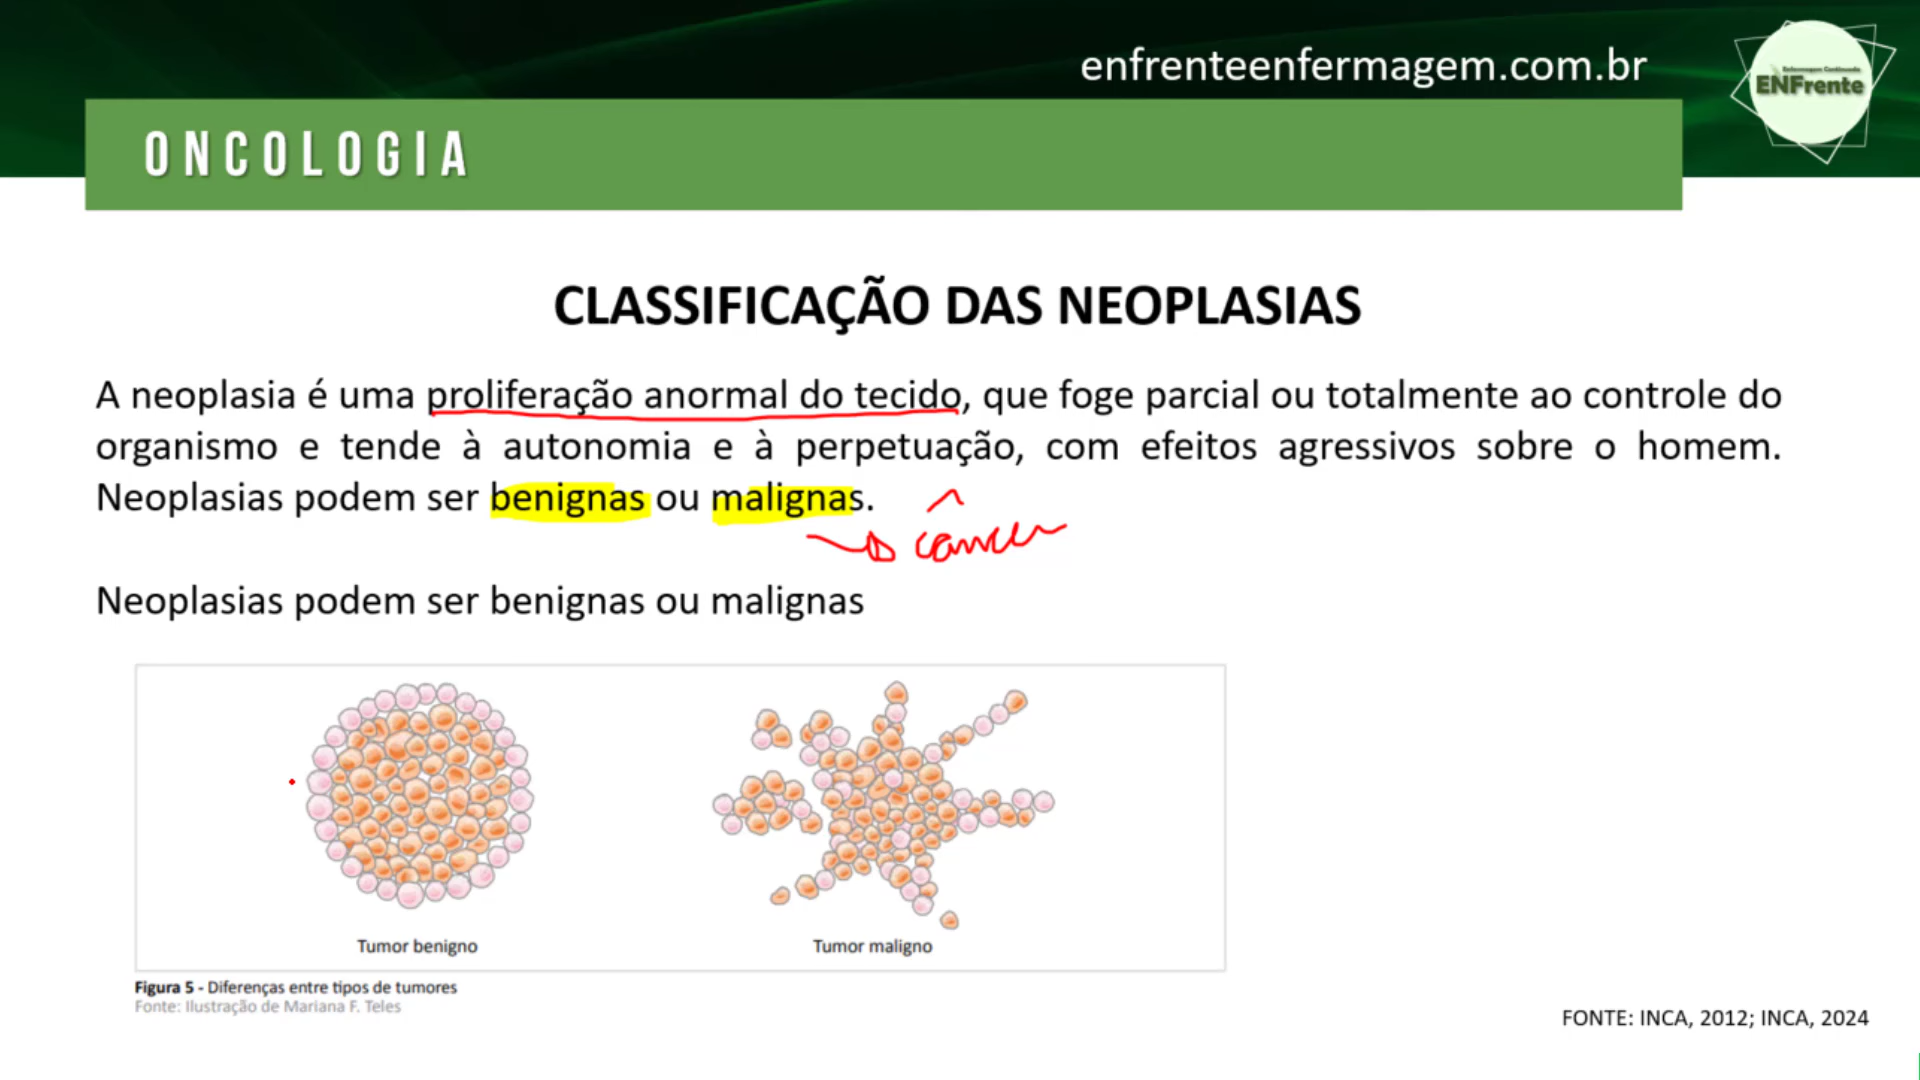 enfrenteenfermagem.com.br
Enfermagem Continuada
ENFrente
ONCOLOGIA
CLASSIFICAÇÃO DAS NEOPLASIAS
A neoplasia é uma proliferação anormal do tecido, que foge parcial ou totalmente ao controle do
organismo e tende à autonomia e à perpetuação, com efeitos agressivos sobre o homem.
Neoplasias podem ser benignas ou malignas.
câncer
Neoplasias podem ser benignas ou malignas
Tumor benigno
Tumor maligno
Figura 5 - Diferenças entre tipos de tumores
Fonte: Ilustração de Mariana F. Teles
FONTE: INCA, 2012; INCA, 2024